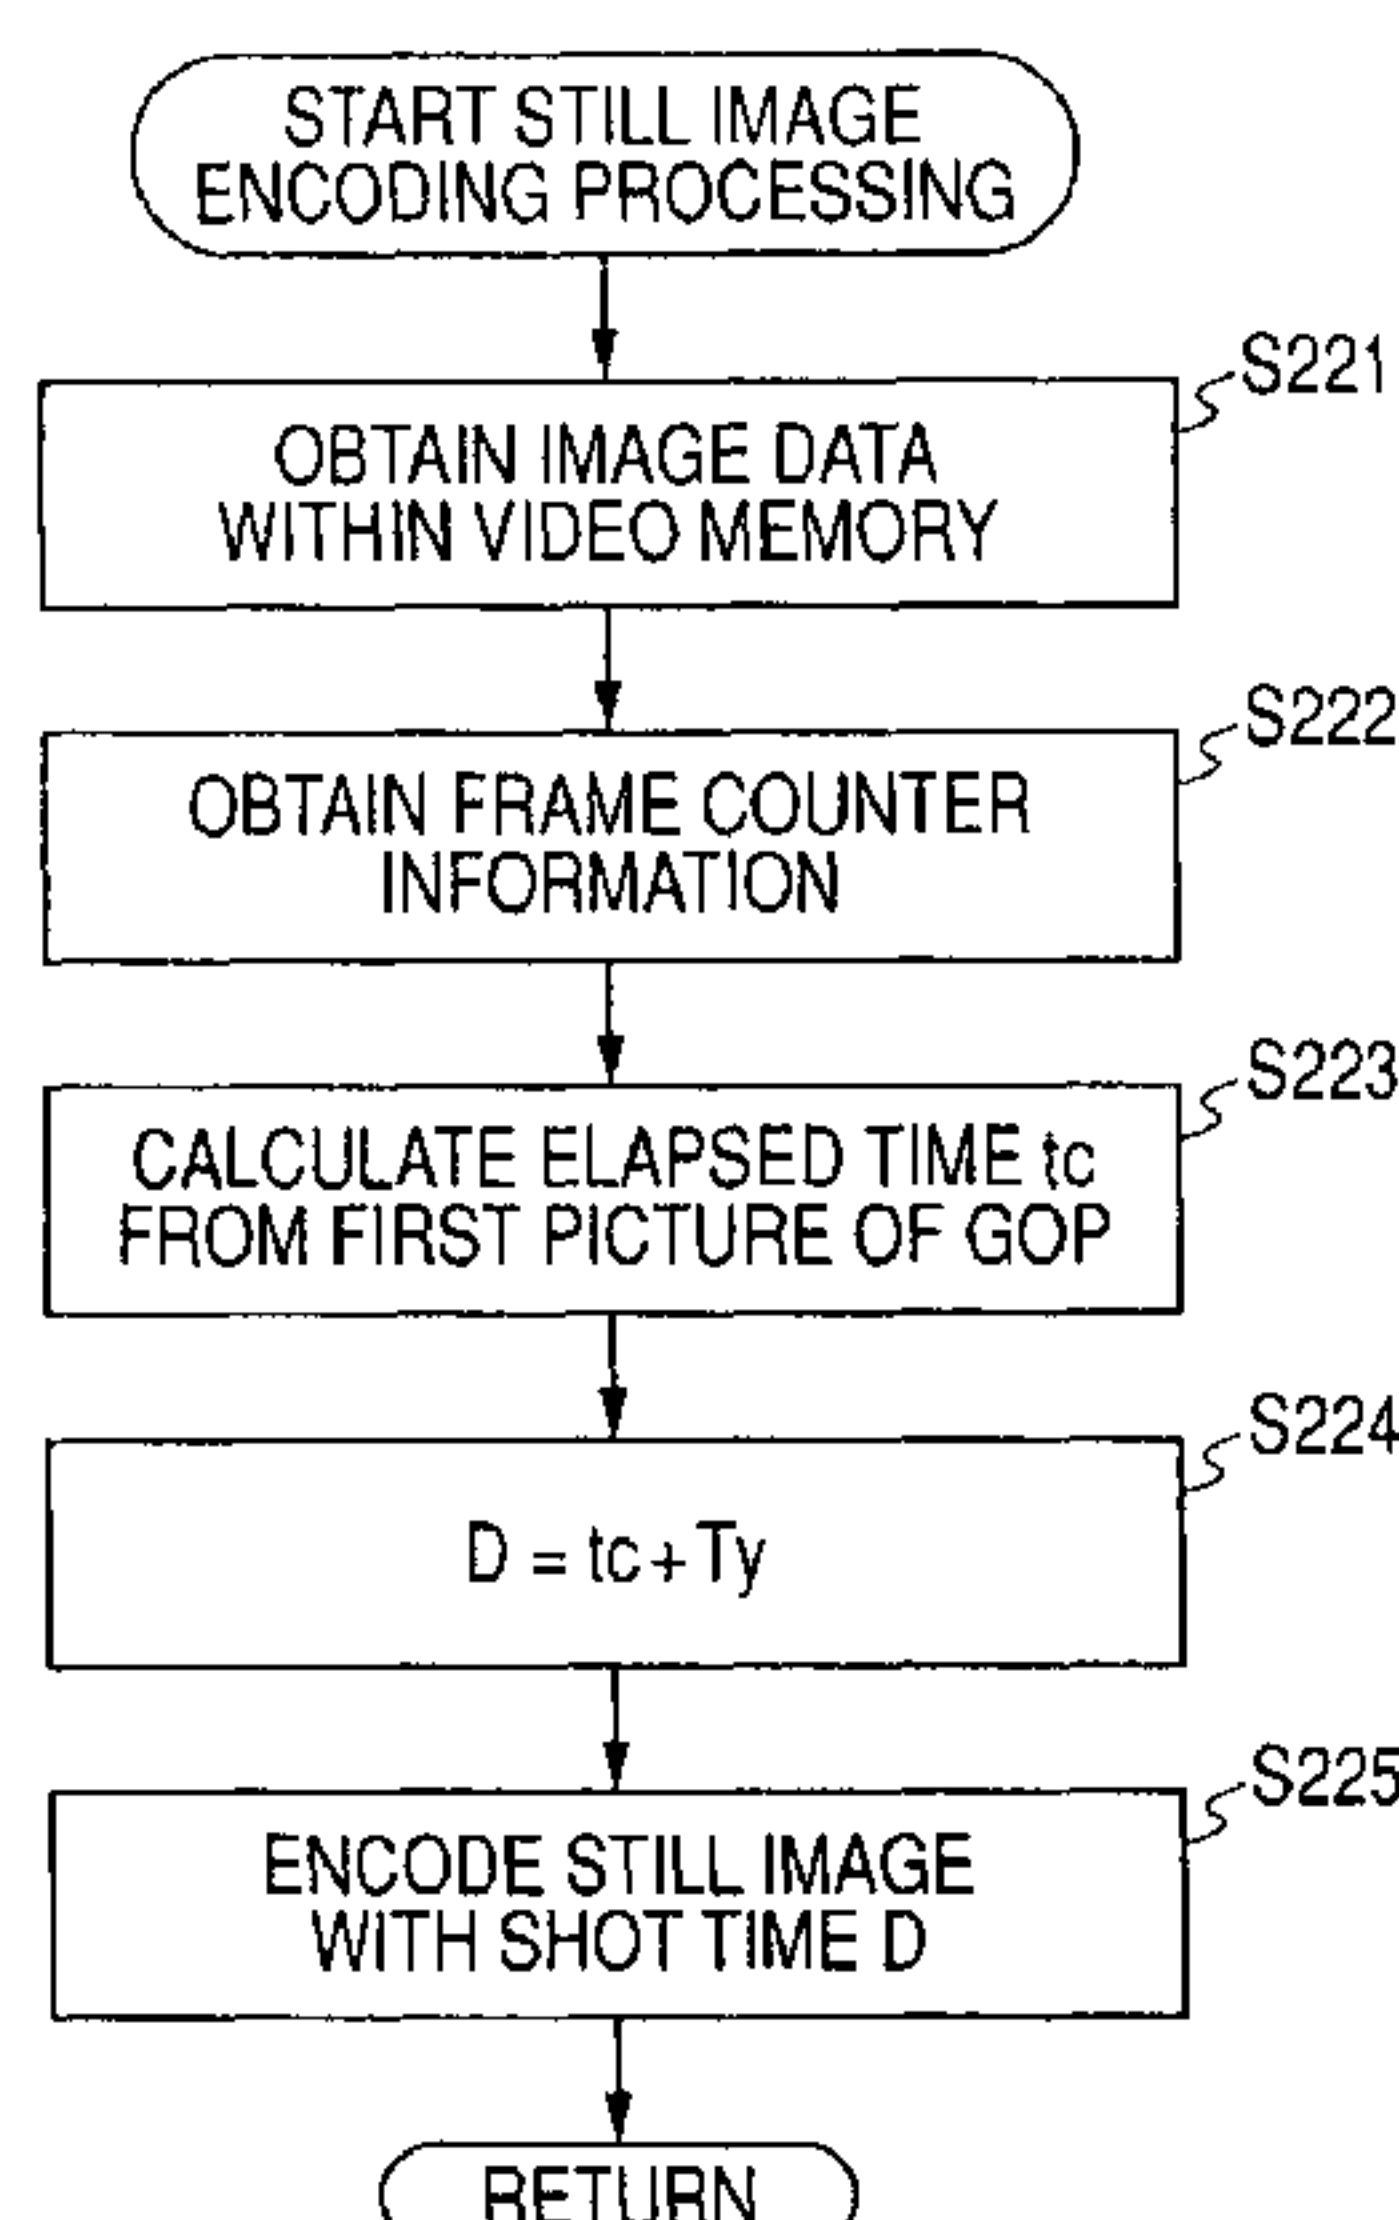 START STILL IMAGE
ENCODING PROCESSING
S221
OBTAIN IMAGE DATA
WITHIN VIDEO MEMORY
S222
OBTAIN FRAME COUNTER
INFORMATION
S223
CALCULATE ELAPSED TIME tc
FROM FIRST PICTURE OF GOP
S224
D = tc + Ty
S225
ENCODE STILL IMAGE
WITH SHOT TIME D
RETURN